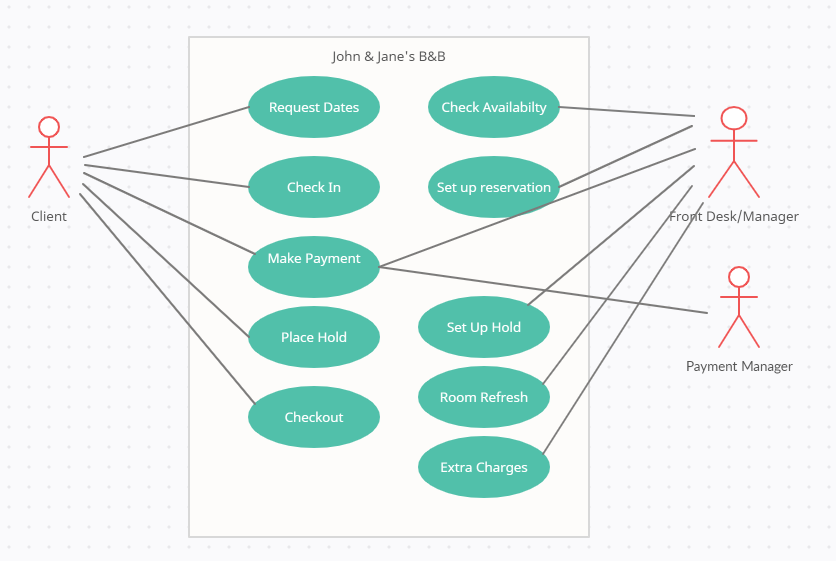 John & Jane's B&B
Request Dates
Check Availabilty
Check In
Set up reservation
Client
Front Desk/Manager
Make Payment
Place Hold
Set Up Hold
Payment Manager
Room Refresh
Checkout
Extra Charges